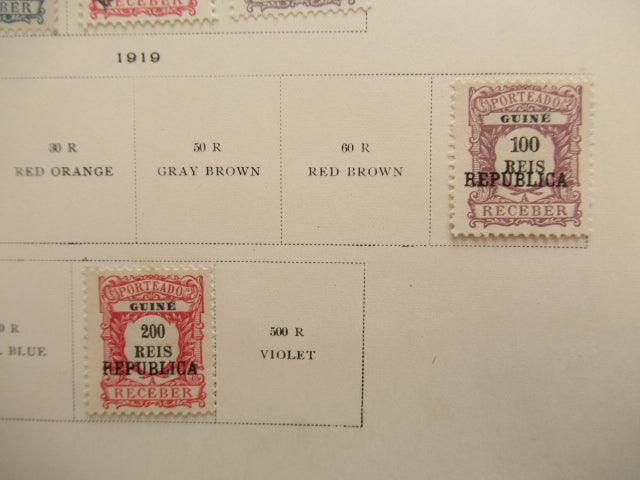 RECEBER
RECEBER
1919
30 R
RED ORANGE
50 R
GRAY BROWN
60 R
RED BROWN
PORTEADO
GUINÉ
100
REIS
REPUBLICA
A
RECEBER
R
BLUE
PORTEADO
GUINÉ
200
REIS
REPUBLICA
A
RECEBER
500 R
VIOLET